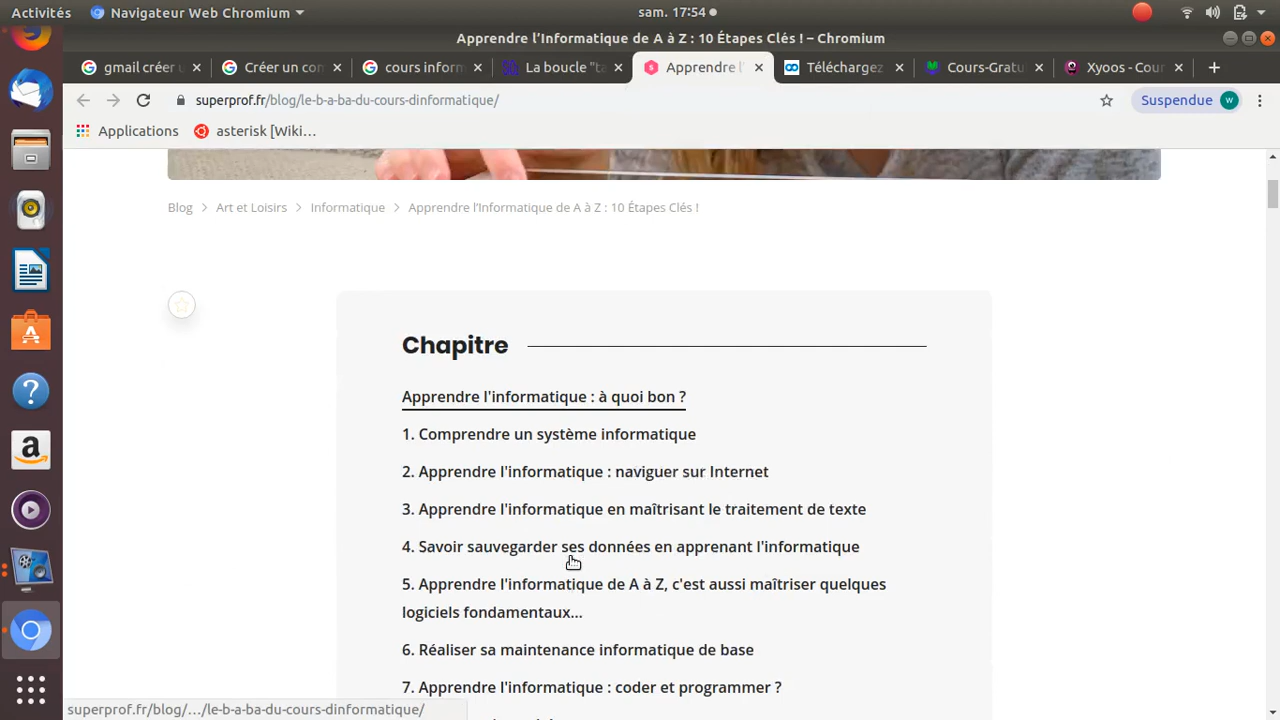 Activités
Navigateur Web Chromium
sam. 17:54
Apprendre l’Informatique de A à Z : 10 Étapes Clés ! – Chromium
gmail créer
Créer un con
cours inform
La boucle "ta
Apprendre l'
Téléchargez
Cours-Gratu
Xyoos - Cour
superprof.fr/blog/le-b-a-ba-du-cours-dinformatique/
Suspendue
W
Applications
asterisk [Wiki…
Blog > Art et Loisirs > Informatique > Apprendre l’Informatique de A à Z : 10 Étapes Clés !
Chapitre
Apprendre l'informatique : à quoi bon ?
1. Comprendre un système informatique
2. Apprendre l'informatique : naviguer sur Internet
3. Apprendre l'informatique en maîtrisant le traitement de texte
4. Savoir sauvegarder ses données en apprenant l'informatique
5. Apprendre l'informatique de A à Z, c'est aussi maîtriser quelques
logiciels fondamentaux...
6. Réaliser sa maintenance informatique de base
7. Apprendre l'informatique : coder et programmer ?
superprof.fr/blog/…/le-b-a-ba-du-cours-dinformatique/